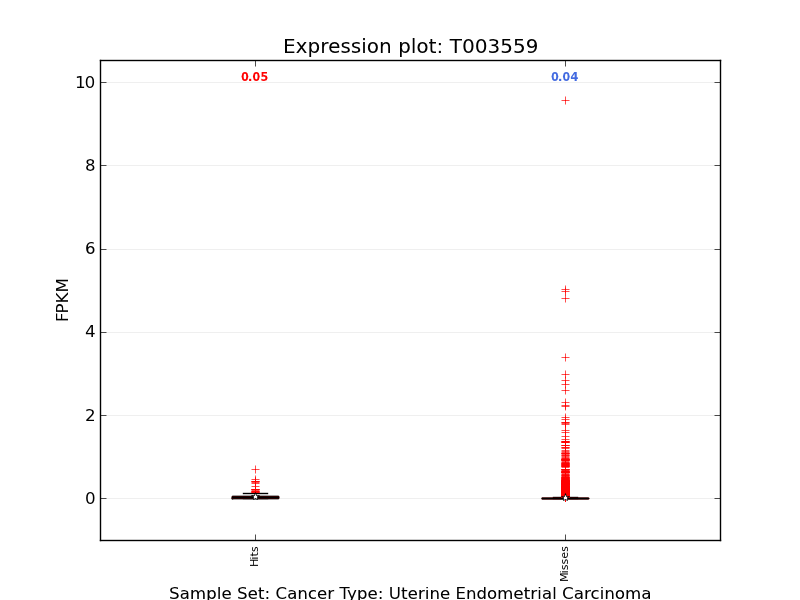 Expression plot: T003559
0.05 0.04
10
8
6
4
2
0
FPKM
Hits
Misses
Sample Set: Cancer Type: Uterine Endometrial Carcinoma